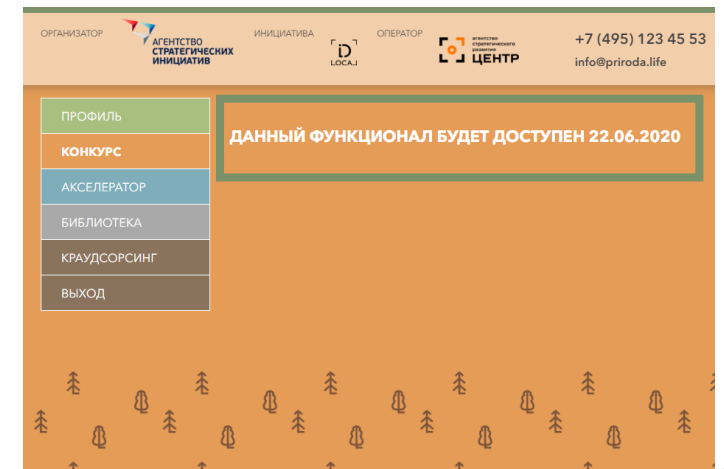 ОРГАНИЗАТОР
АГЕНТСТВО
СТРАТЕГИЧЕСКИХ
ИНИЦИАТИВ
ИНИЦИАТИВА
D
LOCAL
ОПЕРАТОР
агентство
стратегического
развития
ЦЕНТР
+7 (495) 123 45 53
info@priroda.life
ПРОФИЛЬ
КОНКУРС
АКСЕЛЕРАТОР
БИБЛИОТЕКА
КРАУДСОРСИНГ
ВЫХОД
ДАННЫЙ ФУНКЦИОНАЛ БУДЕТ ДОСТУПЕН 22.06.2020